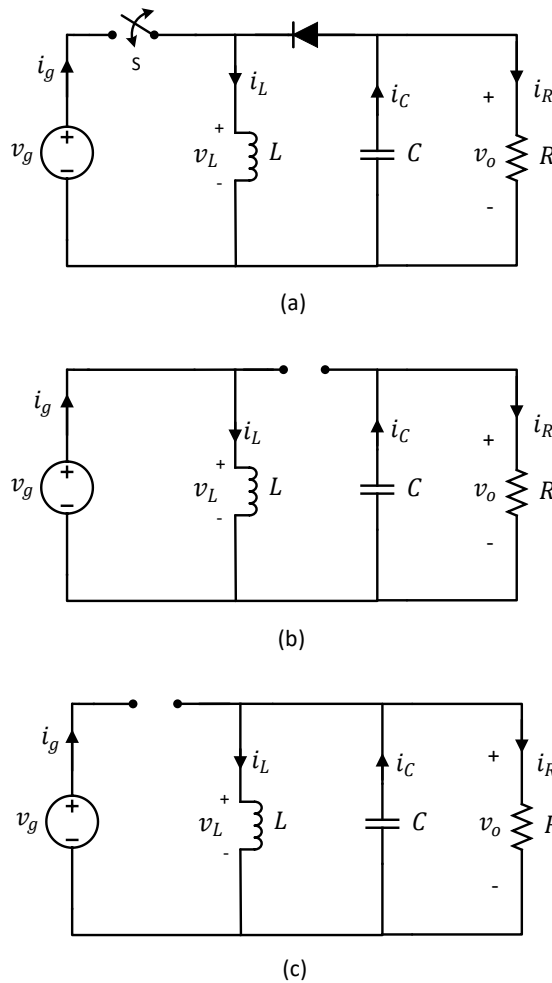 S
i_g
i_L
i_C
i_R
+
+
v_g
+
−
v_L
L
C
v_o
R
-
-
(a)
i_g
i_L
i_C
i_R
+
+
v_g
+
−
v_L
L
C
v_o
R
-
-
(b)
i_g
i_L
i_C
i_R
+
+
v_g
+
−
v_L
L
C
v_o
R
-
-
(c)